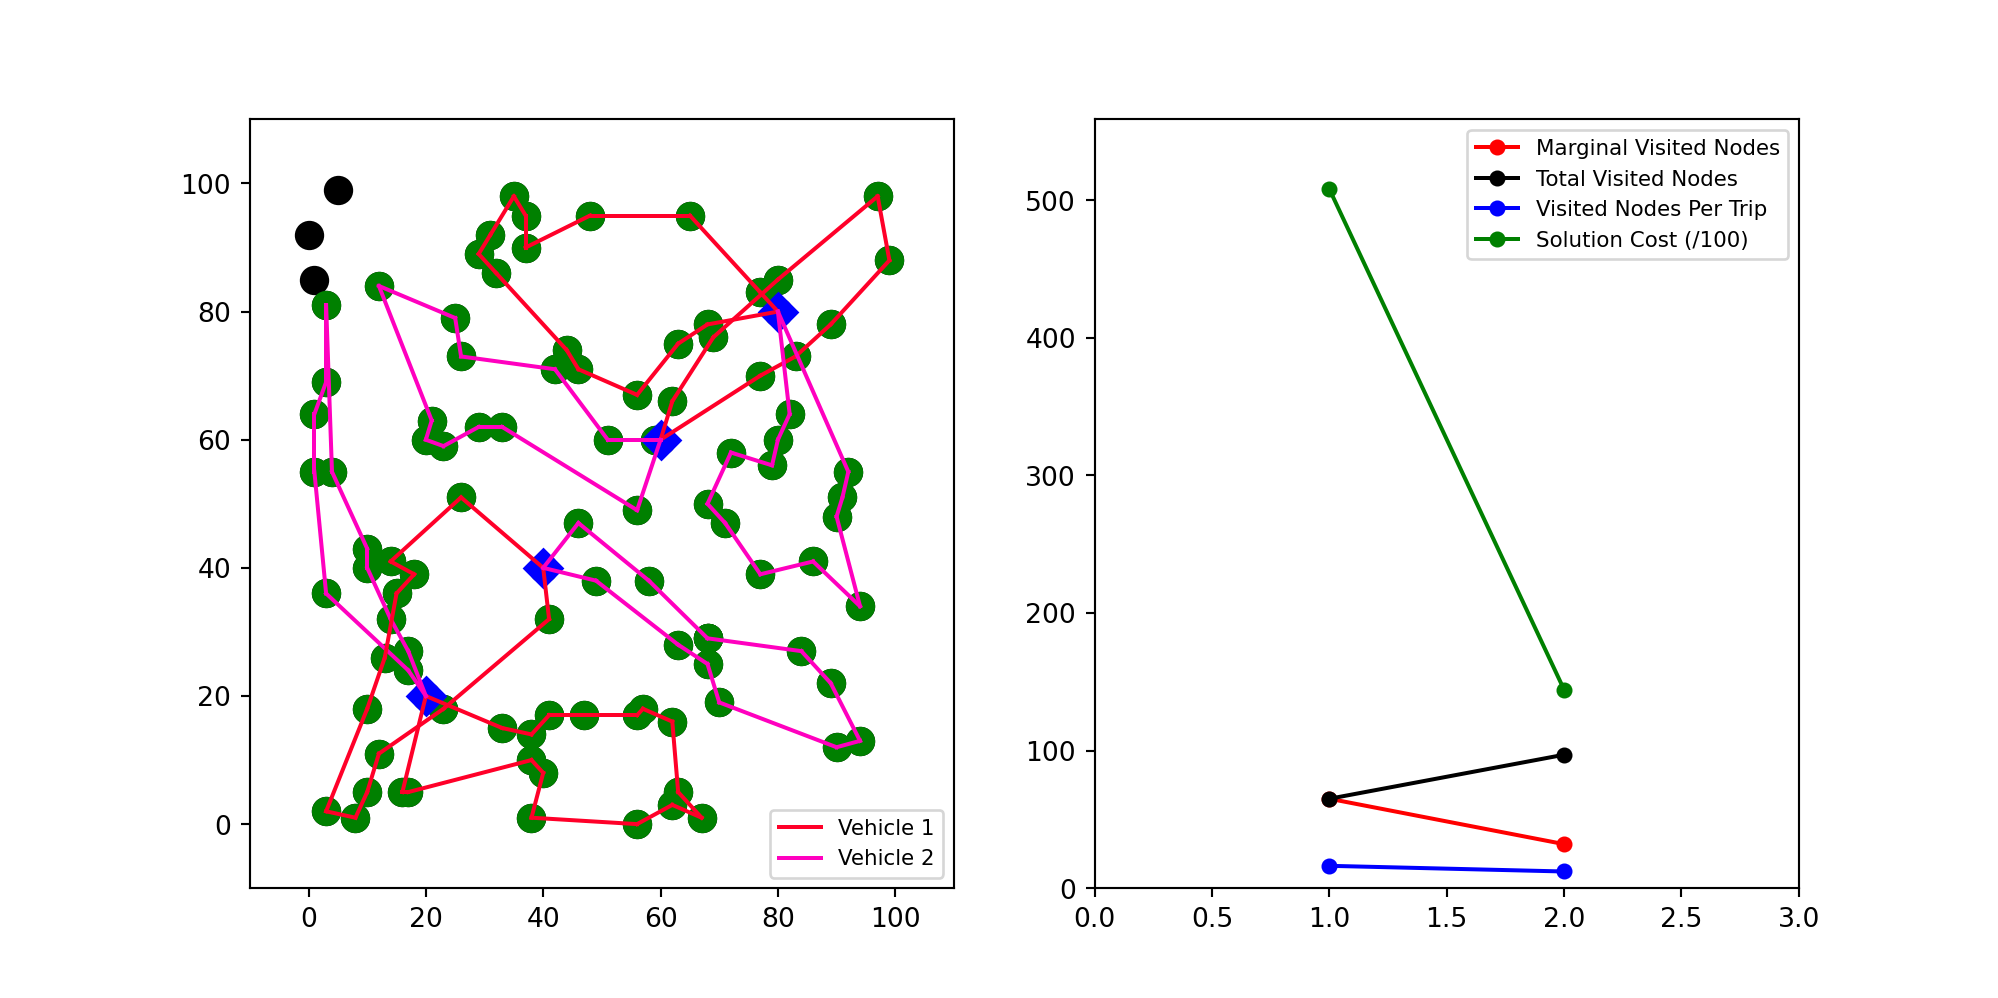 100
80
60
40
20
0
0 20 40 60 80 100
Vehicle 1
Vehicle 2
500
400
300
200
100
0
0.0 0.5 1.0 1.5 2.0 2.5 3.0
Marginal Visited Nodes
Total Visited Nodes
Visited Nodes Per Trip
Solution Cost (/100)